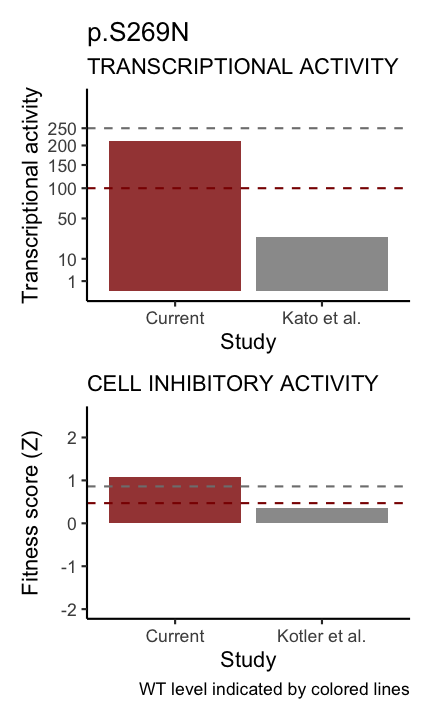 p.S269N
TRANSCRIPTIONAL ACTIVITY
Transcriptional activity
250
200
150
100
50
10
1
Current
Kato et al.
Study
CELL INHIBITORY ACTIVITY
Fitness score (Z)
2
1
0
-1
-2
Current
Kotler et al.
Study
WT level indicated by colored lines